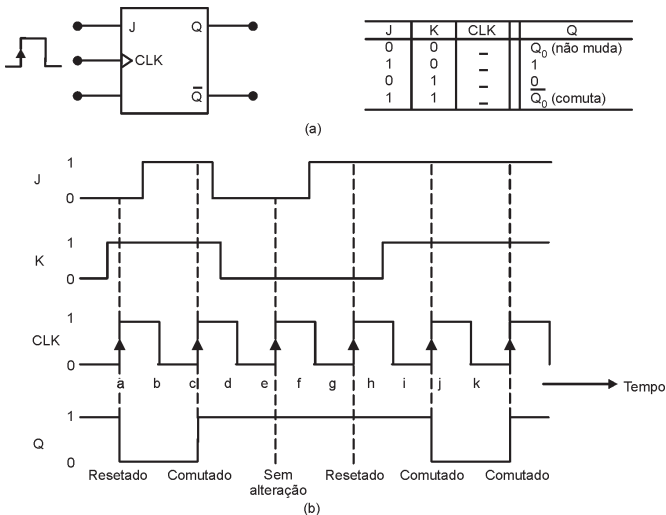 J Q
CLK
Q
J K CLK Q
0 0 Q0 (não muda)
1 0 1
0 1 0
1 1 Q0 (comuta)
(a)
J 1
0
K 1
0
CLK 1
0
a b c d e f g h i j k Tempo
Q 1
0
Resetado Comutado Sem alteração Resetado Comutado Comutado
(b)